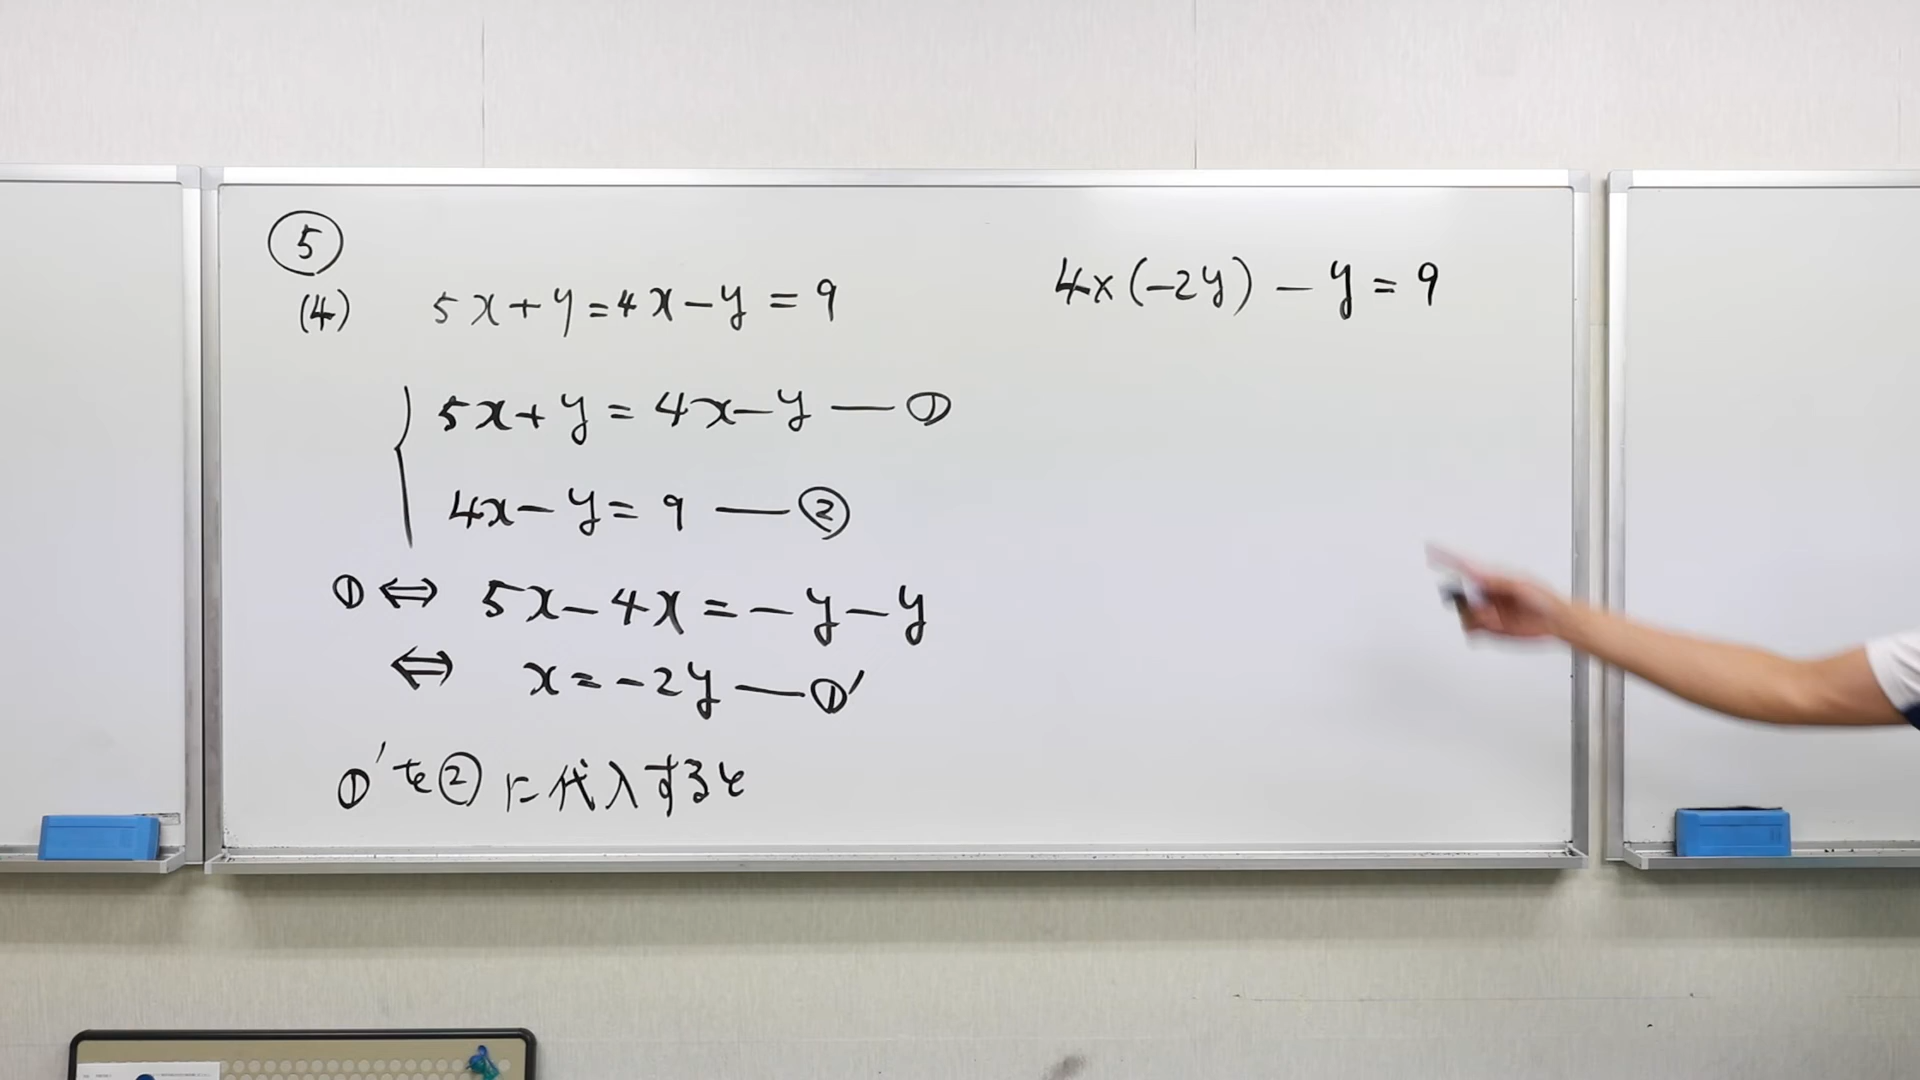 ⑤
(4) 5x+y=4x-y=9
5x+y=4x-y — ①
4x-y=9 — ②
① ⇔ 5x-4x=-y-y
⇔ x=-2y — ①′
①′を②に代入すると
4×(-2y)-y=9